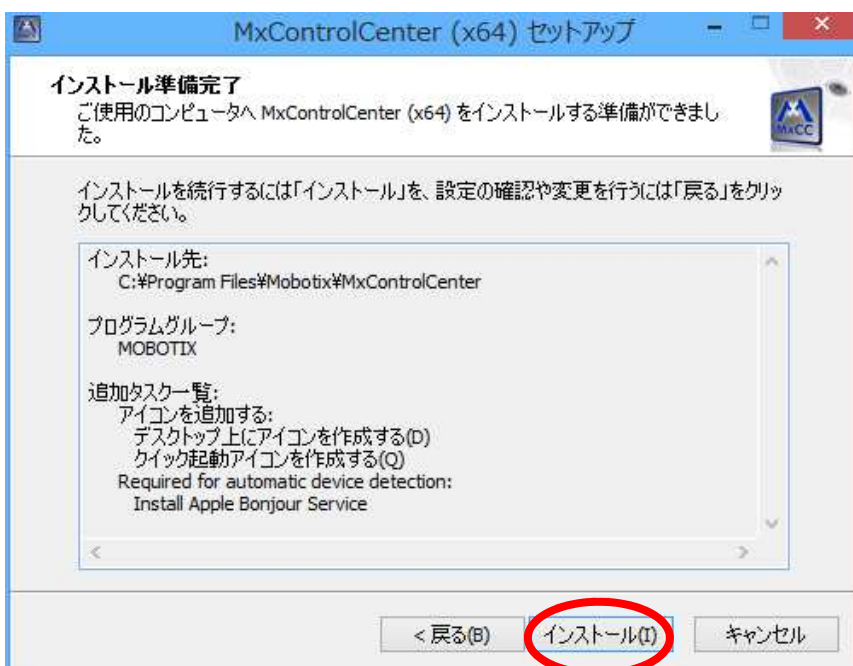 MxControlCenter (x64) セットアップ
インストール準備完了
ご使用のコンピュータへ MxControlCenter (x64) をインストールする準備ができまし
た。
MxCC
インストールを続行するには「インストール」を、設定の確認や変更を行うには「戻る」をクリッ
クしてください。
インストール先:
C:¥Program Files¥Mobotix¥MxControlCenter
プログラムグループ:
MOBOTIX
追加タスク一覧:
アイコンを追加する:
デスクトップ上にアイコンを作成する(D)
クイック起動アイコンを作成する(Q)
Required for automatic device detection:
Install Apple Bonjour Service
< 戻る(B) インストール(I) キャンセル